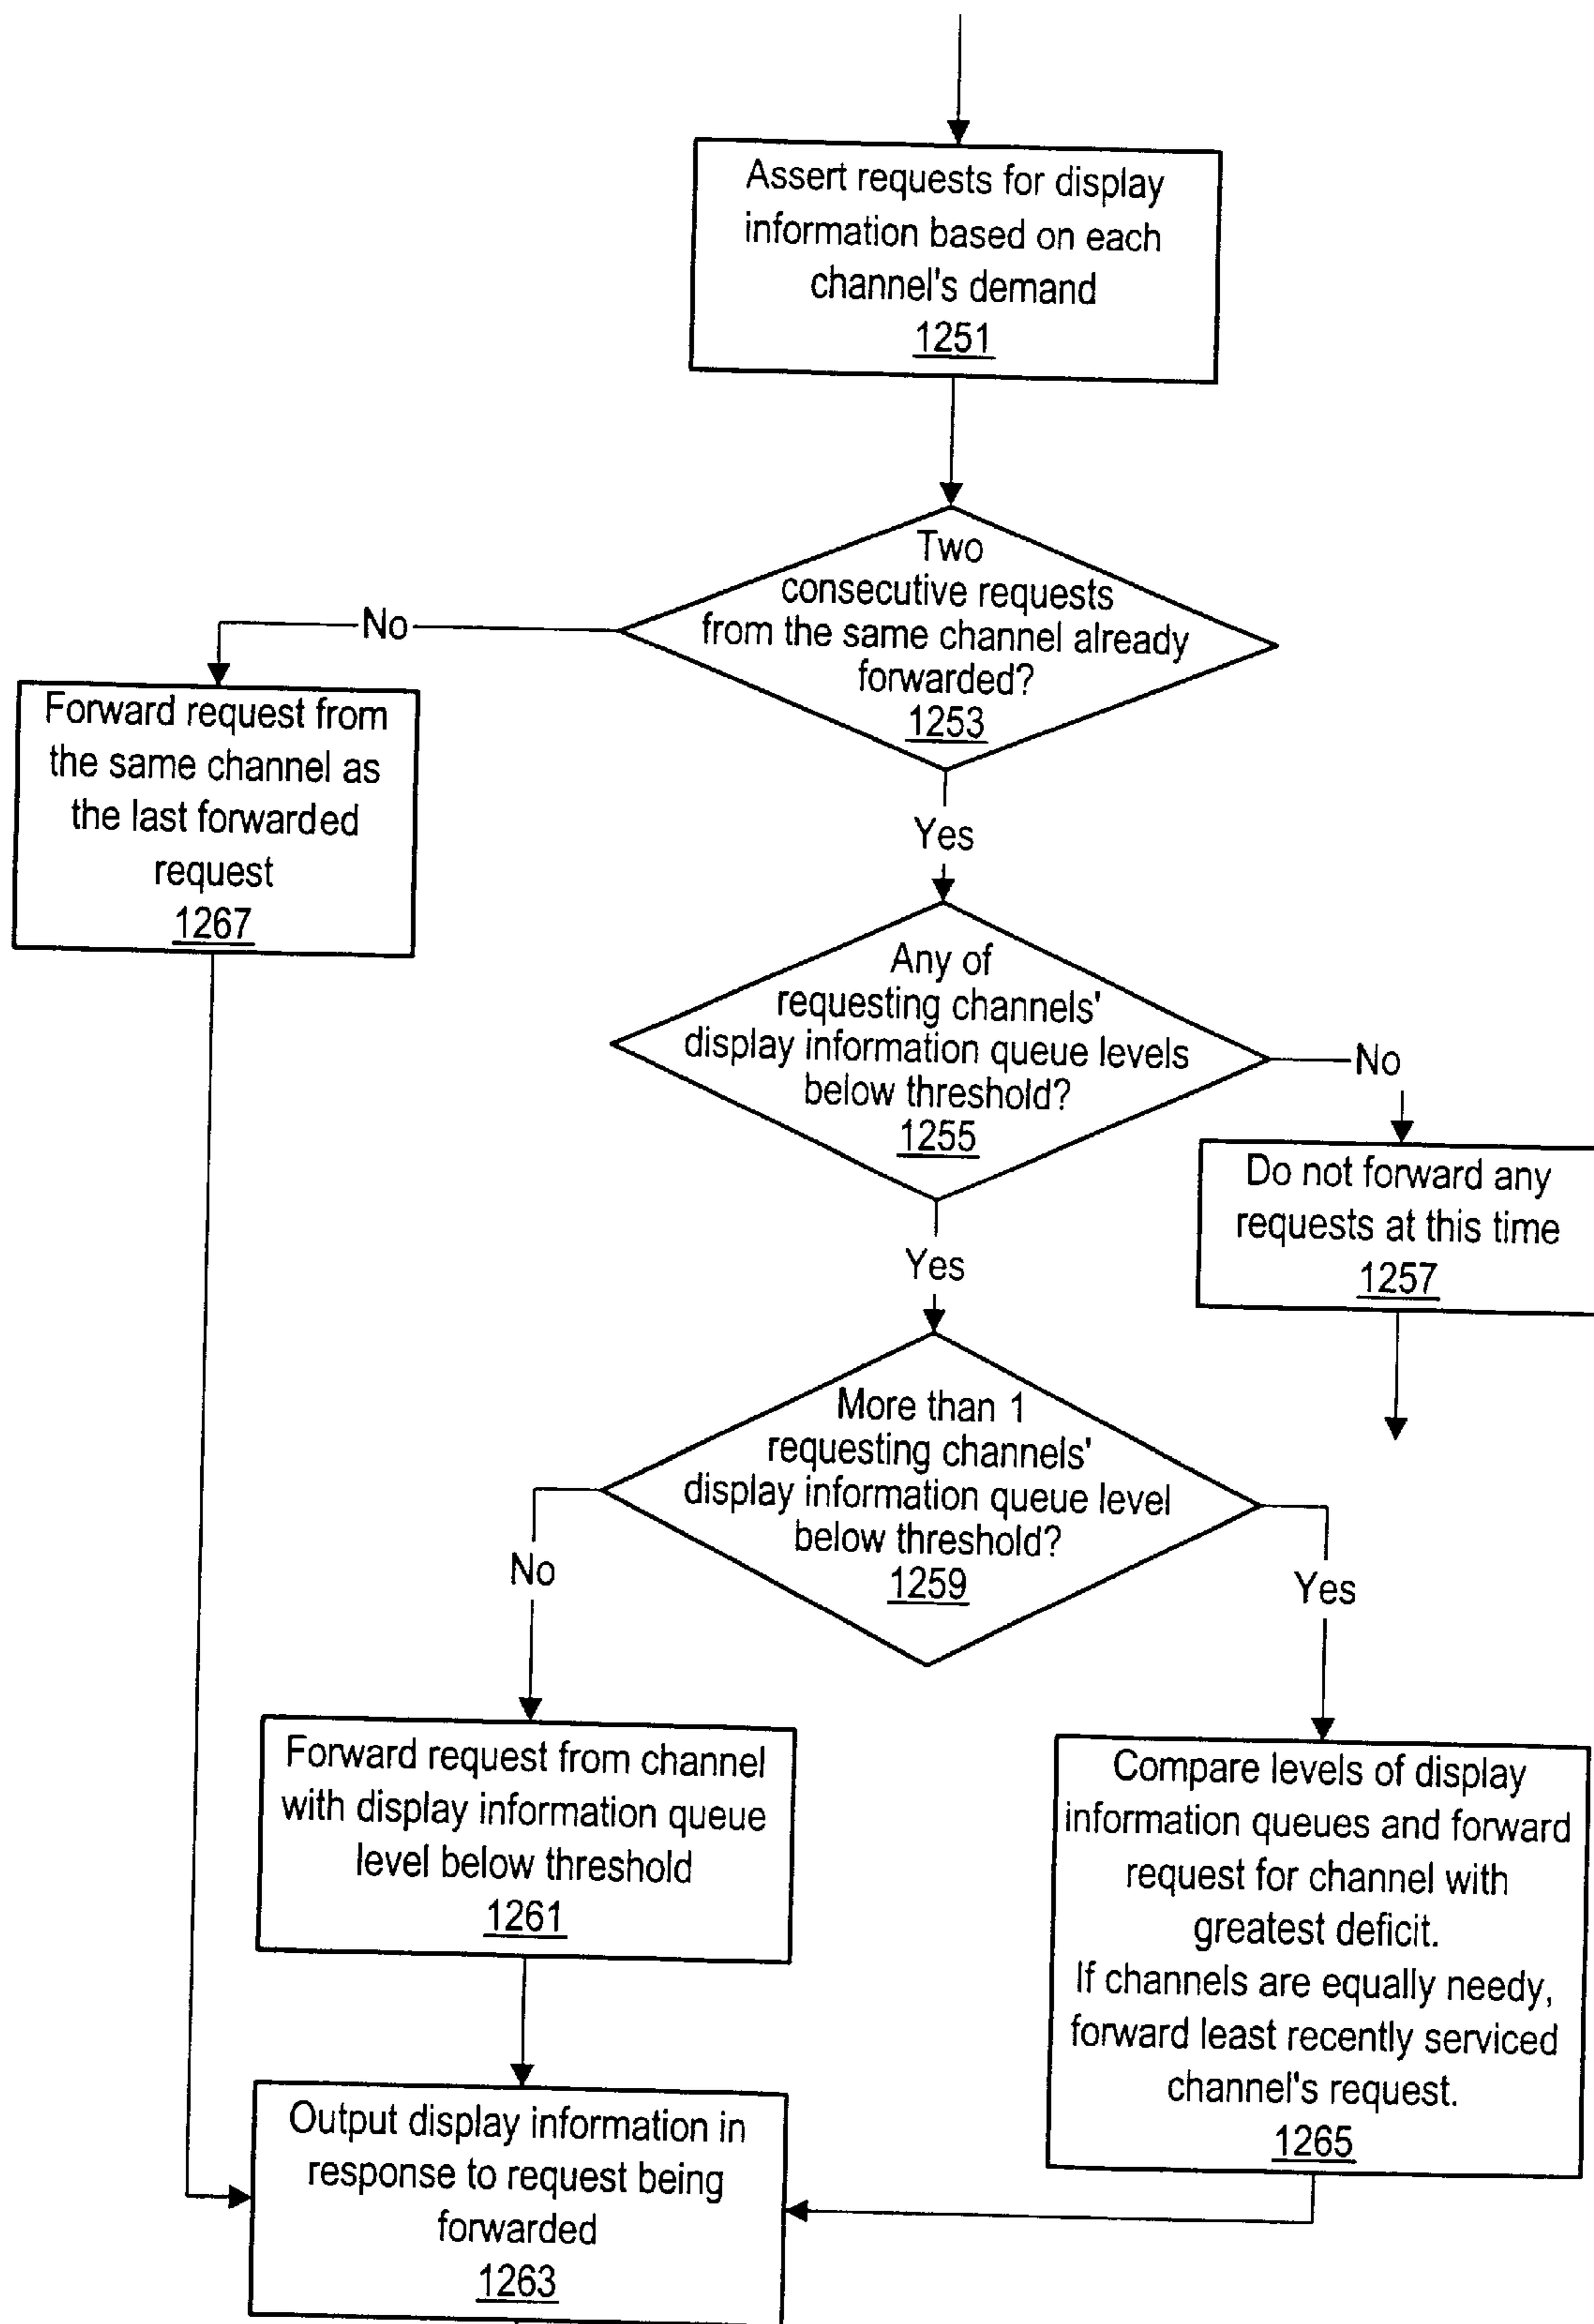 Assert requests for display
information based on each
channel's demand
1251
Two
consecutive requests
from the same channel already
forwarded?
1253
No
Forward request from
the same channel as
the last forwarded
request
1267
Yes
Any of
requesting channels'
display information queue levels
below threshold?
1255
No
Do not forward any
requests at this time
1257
Yes
More than 1
requesting channels'
display information queue level
below threshold?
1259
No
Yes
Forward request from channel
with display information queue
level below threshold
1261
Compare levels of display
information queues and forward
request for channel with
greatest deficit.
If channels are equally needy,
forward least recently serviced
channel's request.
1265
Output display information in
response to request being
forwarded
1263